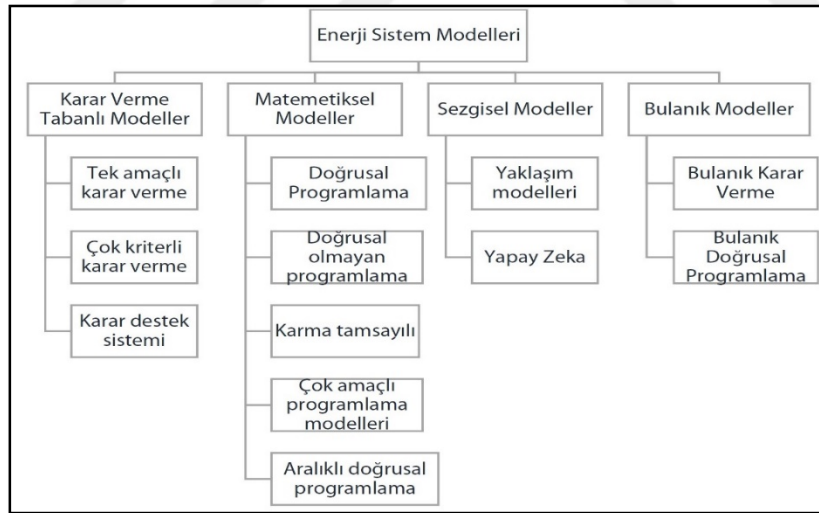 Enerji Sistem Modelleri
Karar Verme
Tabanlı Modeller
Tek amaçlı
karar verme
Çok kriterli
karar verme
Karar destek
sistemi
Matemetiksel
Modeller
Doğrusal
Programlama
Doğrusal
olmayan
programlama
Karma tamsayılı
Çok amaçlı
programlama
modelleri
Aralıklı doğrusal
programlama
Sezgisel Modeller
Yaklaşım
modelleri
Yapay Zeka
Bulanık Modeller
Bulanık Karar
Verme
Bulanık
Doğrusal
Programlama